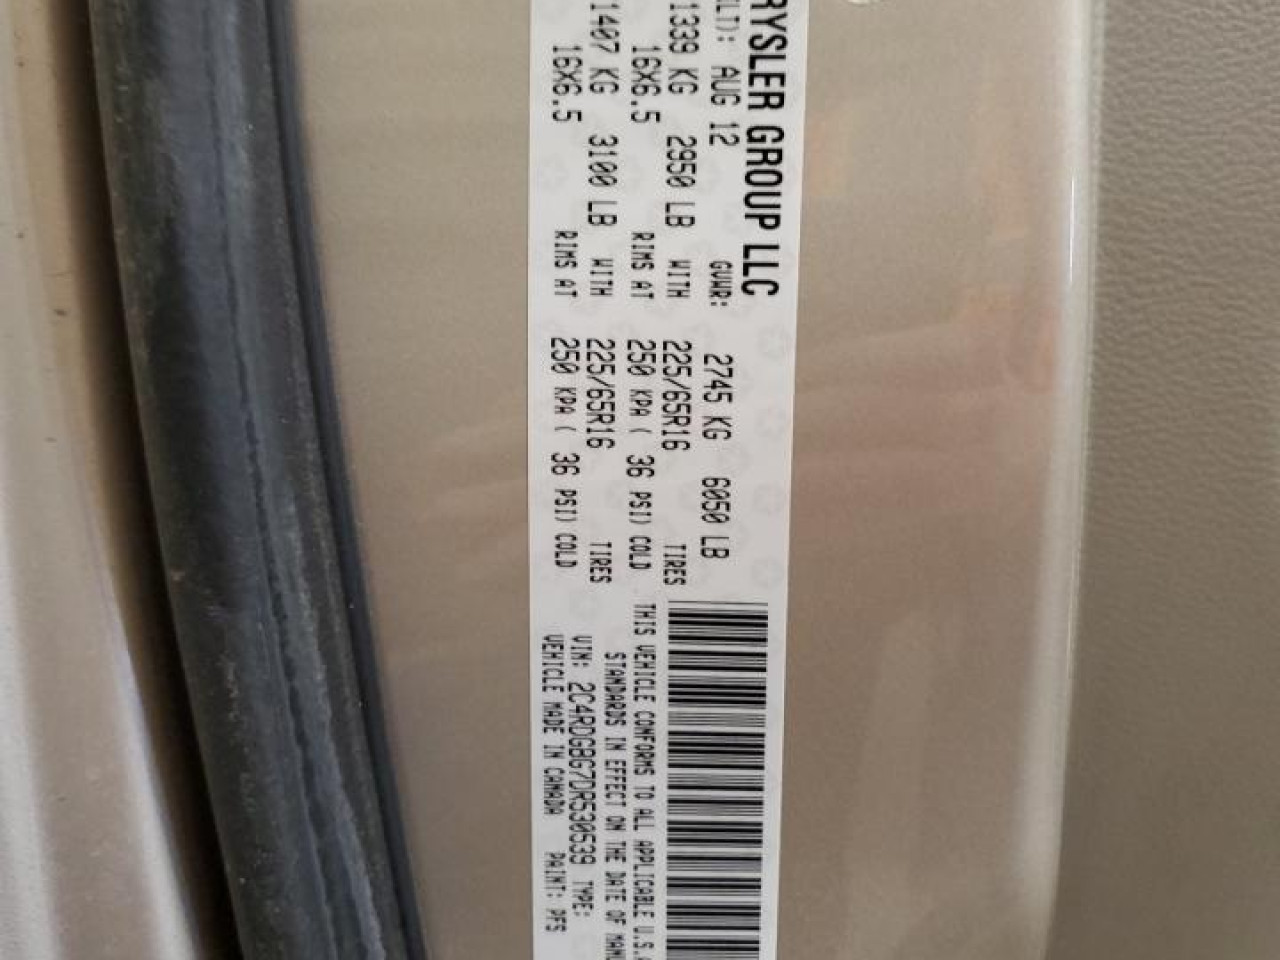 RYSLER GROUP LLC
LT): AUG 12 GVWR: 2745 KG 6050 LB
1339 KG 2950 LB WITH 225/65R16 TIRES
16X6.5 RIMS AT 250 KPA ( 36 PSI) COLD
1407 KG 3100 LB WITH 225/65R16 TIRES
16X6.5 RIMS AT 250 KPA ( 36 PSI) COLD
THIS VEHICLE CONFORMS TO ALL APPLICABLE U.S.A
STANDARDS IN EFFECT ON THE DATE OF MANU
VIN: 2C4RDGBG7DR530539 TYPE:
VEHICLE MADE IN CANADA PAINT: PFS